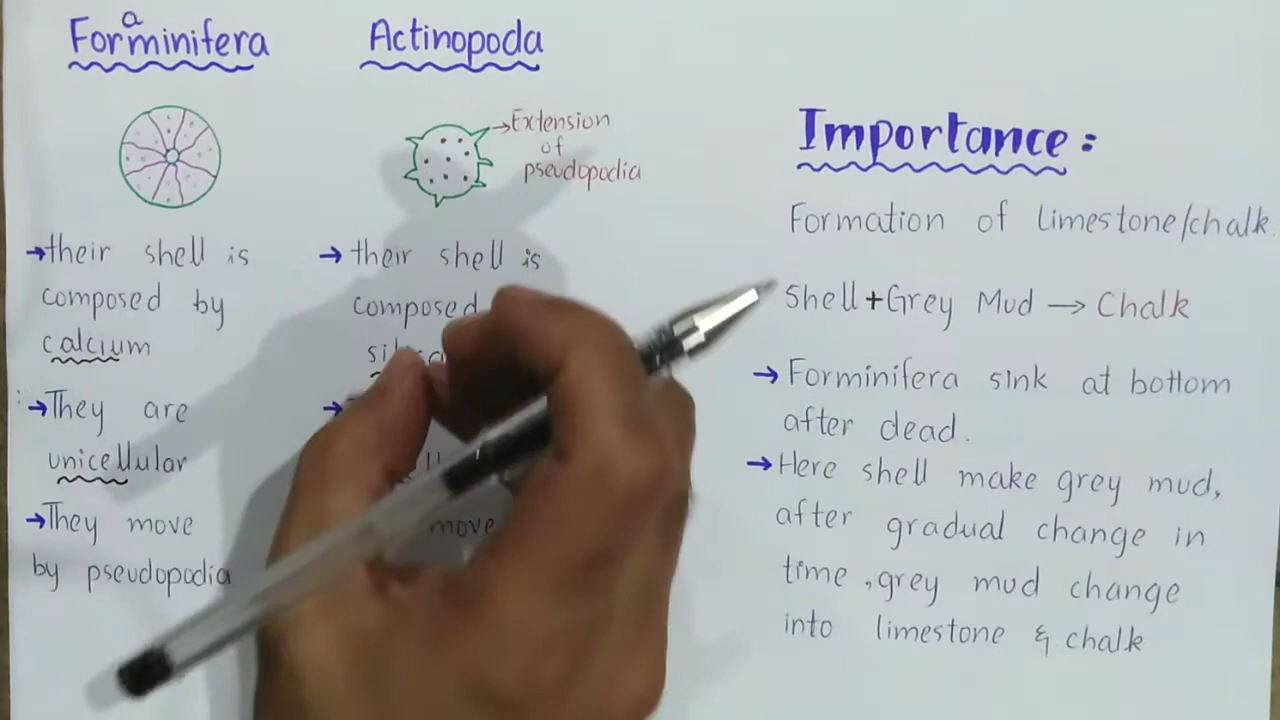 Foraminifera
→their shell is
composed by
calcium
→They are
unicellular
→They move
by pseudopodia
Actinopoda
→Extension
of
pseudopodia
→ their shell is
composed
→
move
Importance:
Formation of limestone/chalk.
Shell+Grey Mud → Chalk
→ Forminifera sink at bottom
after dead.
→Here shell make grey mud,
after gradual change in
time, grey mud change
into limestone & chalk